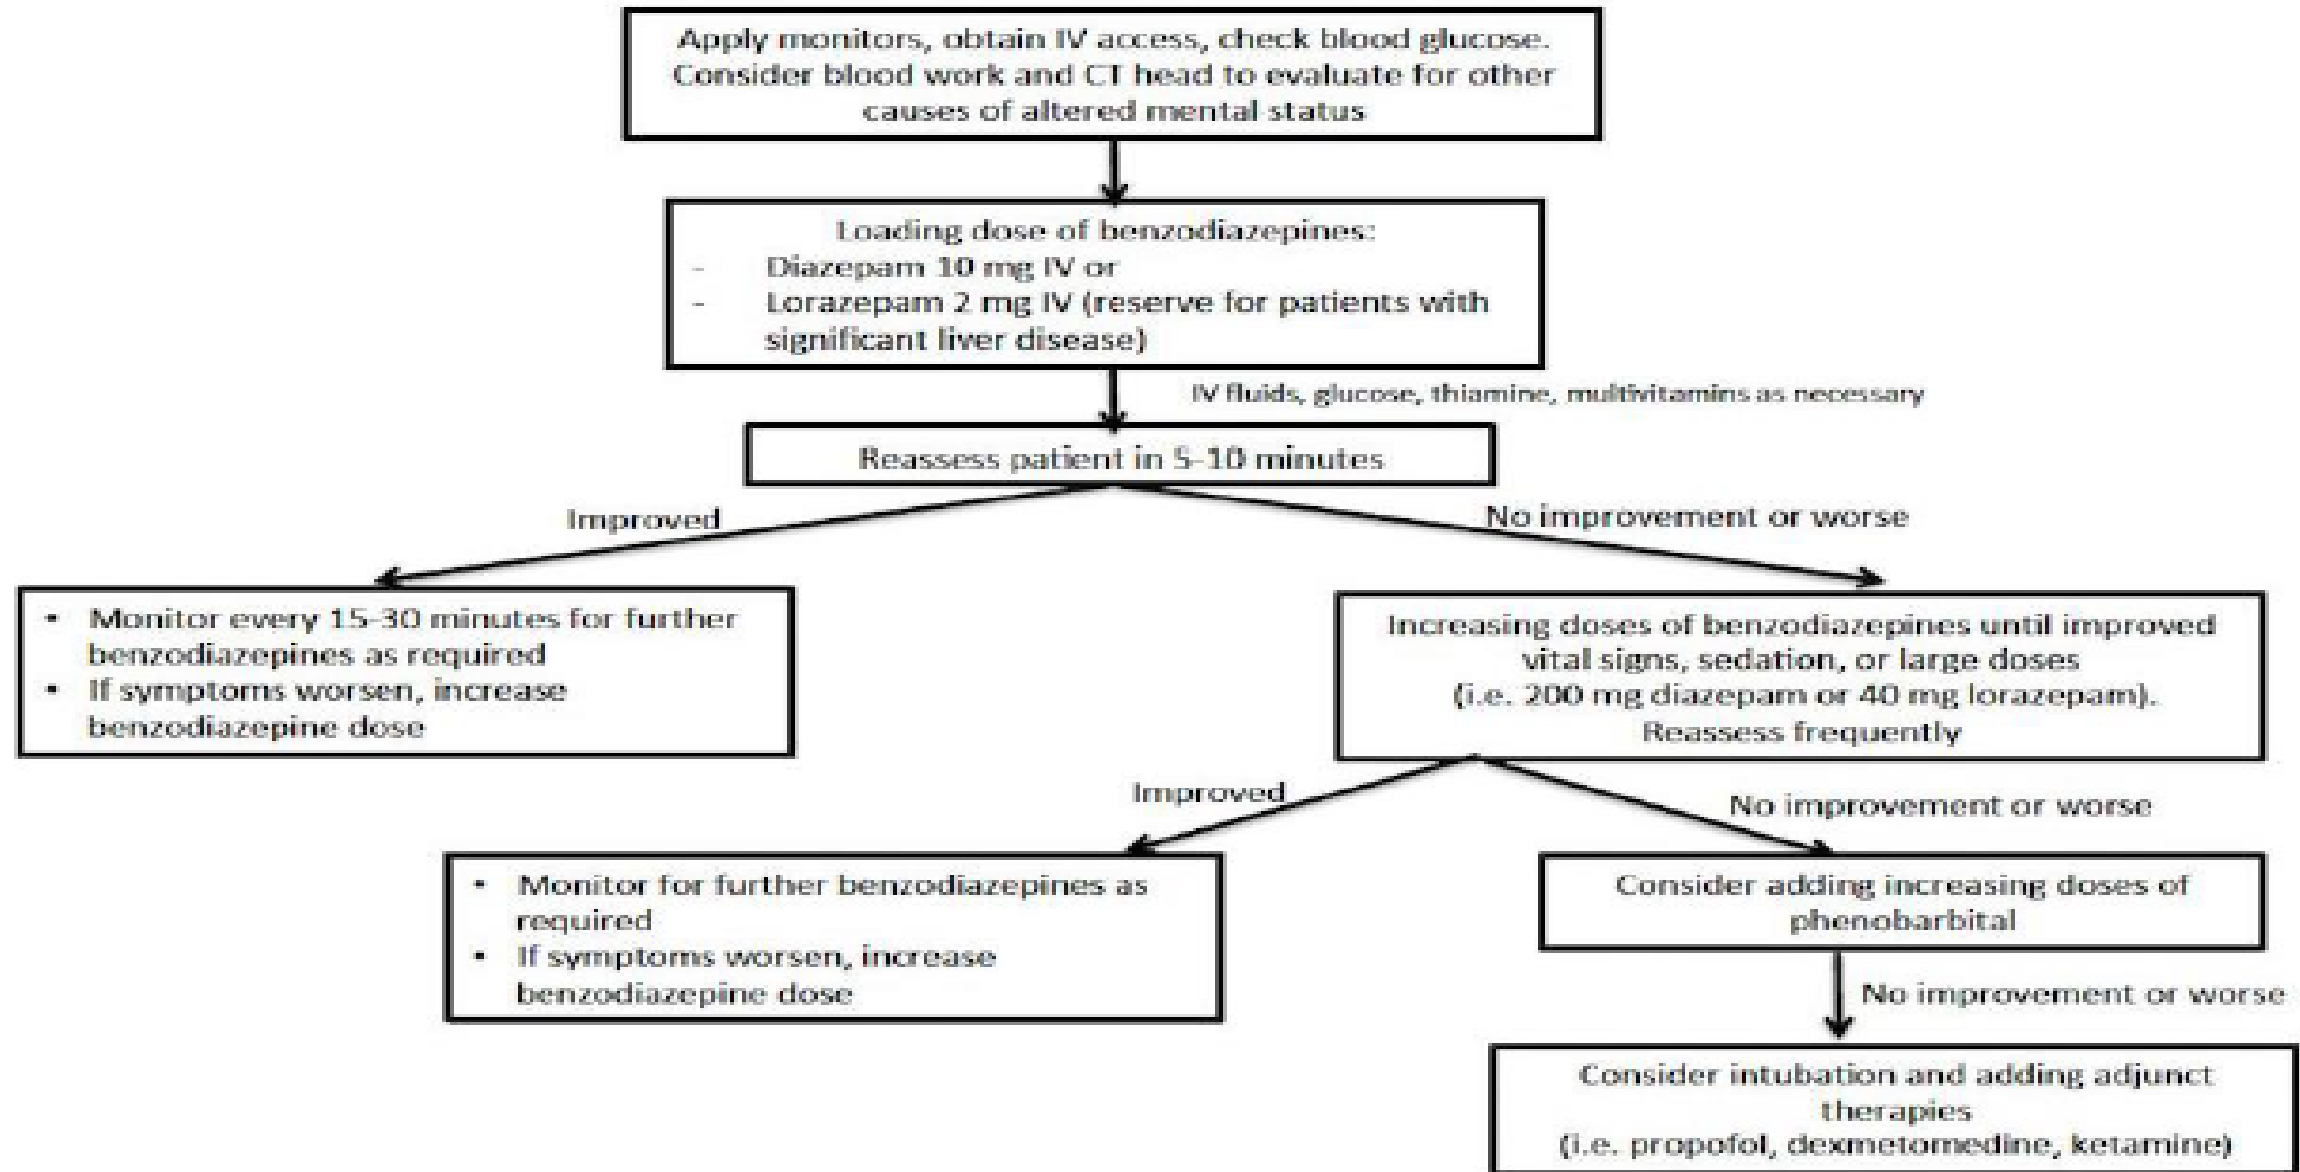 Apply monitors, obtain IV access, check blood glucose.
Consider blood work and CT head to evaluate for other
causes of altered mental status
Loading dose of benzodiazepines:
- Diazepam 10 mg IV or
- Lorazepam 2 mg IV (reserve for patients with
significant liver disease)
IV fluids, glucose, thiamine, multivitamins as necessary
Reassess patient in 5-10 minutes
Improved
No improvement or worse
• Monitor every 15-30 minutes for further
benzodiazepines as required
• If symptoms worsen, increase
benzodiazepine dose
Increasing doses of benzodiazepines until improved
vital signs, sedation, or large doses
(i.e. 200 mg diazepam or 40 mg lorazepam).
Reassess frequently
Improved
No improvement or worse
• Monitor for further benzodiazepines as
required
• If symptoms worsen, increase
benzodiazepine dose
Consider adding increasing doses of
phenobarbital
No improvement or worse
Consider intubation and adding adjunct
therapies
(i.e. propofol, dexmetomedine, ketamine)